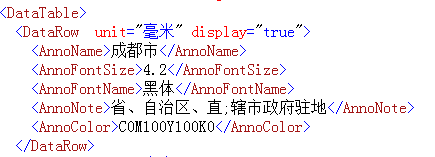 <DataTable>
<DataRow unit="毫米" display="true">
<AnnoName>成都市</AnnoName>
<AnnoFontSize>4.2</AnnoFontSize>
<AnnoFontName>黑体</AnnoFontName>
<AnnoNote>省、自治区、直;辖市政府驻地</AnnoNote>
<AnnoColor>C0M100Y100K0</AnnoColor>
</DataRow>